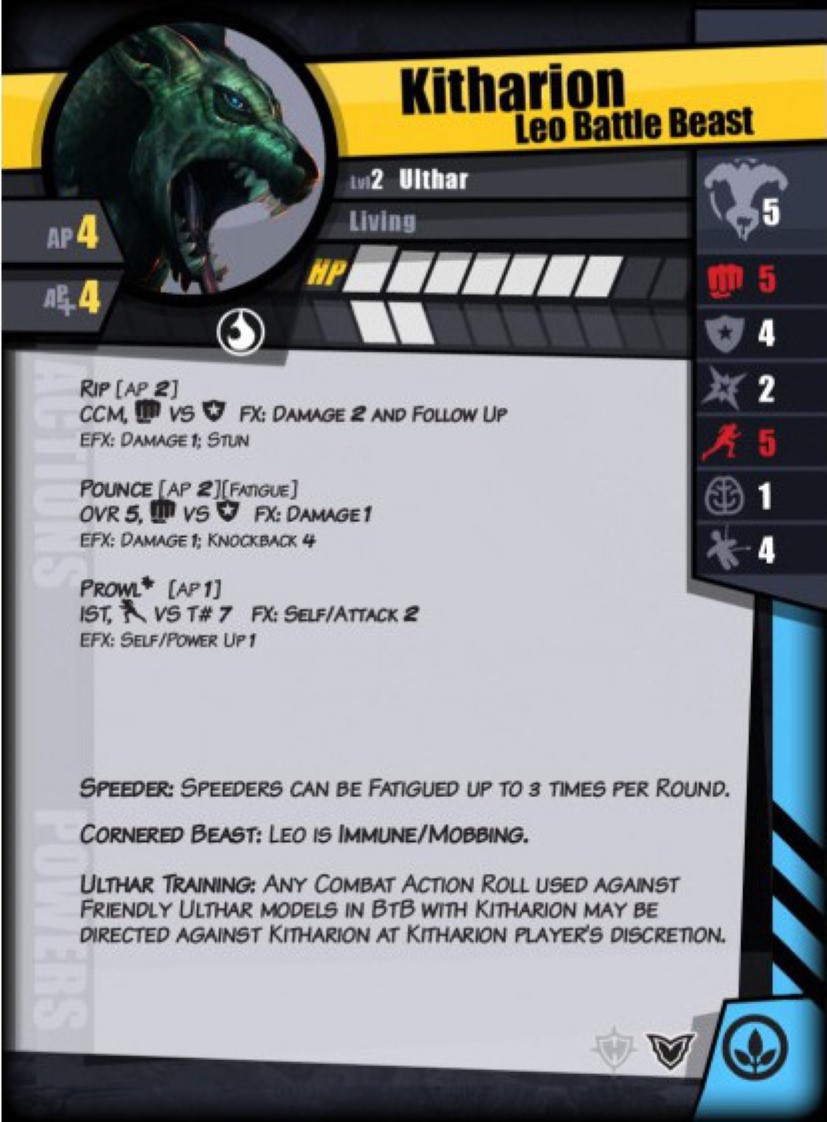 Kitharion
Leo Battle Beast
Lvl2 Ulthar
Living
AP 4
AP+ 4
HP
5
5
4
2
5
1
4
ACTIONS
RIP [AP 2]
CCM, VS FX: DAMAGE 2 AND FOLLOW UP
EFX: DAMAGE 1; STUN
POUNCE [AP 2][FATIGUE]
OVR 5, VS FX: DAMAGE 1
EFX: DAMAGE 1; KNOCKBACK 4
PROWL* [AP 1]
IST, VS T# 7 FX: SELF/ATTACK 2
EFX: SELF/POWER UP 1
POWERS
SPEEDER: SPEEDERS CAN BE FATIGUED UP TO 3 TIMES PER ROUND.
CORNERED BEAST: LEO IS IMMUNE/MOBBING.
ULTHAR TRAINING: ANY COMBAT ACTION ROLL USED AGAINST
FRIENDLY ULTHAR MODELS IN BTB WITH KITHARION MAY BE
DIRECTED AGAINST KITHARION AT KITHARION PLAYER'S DISCRETION.